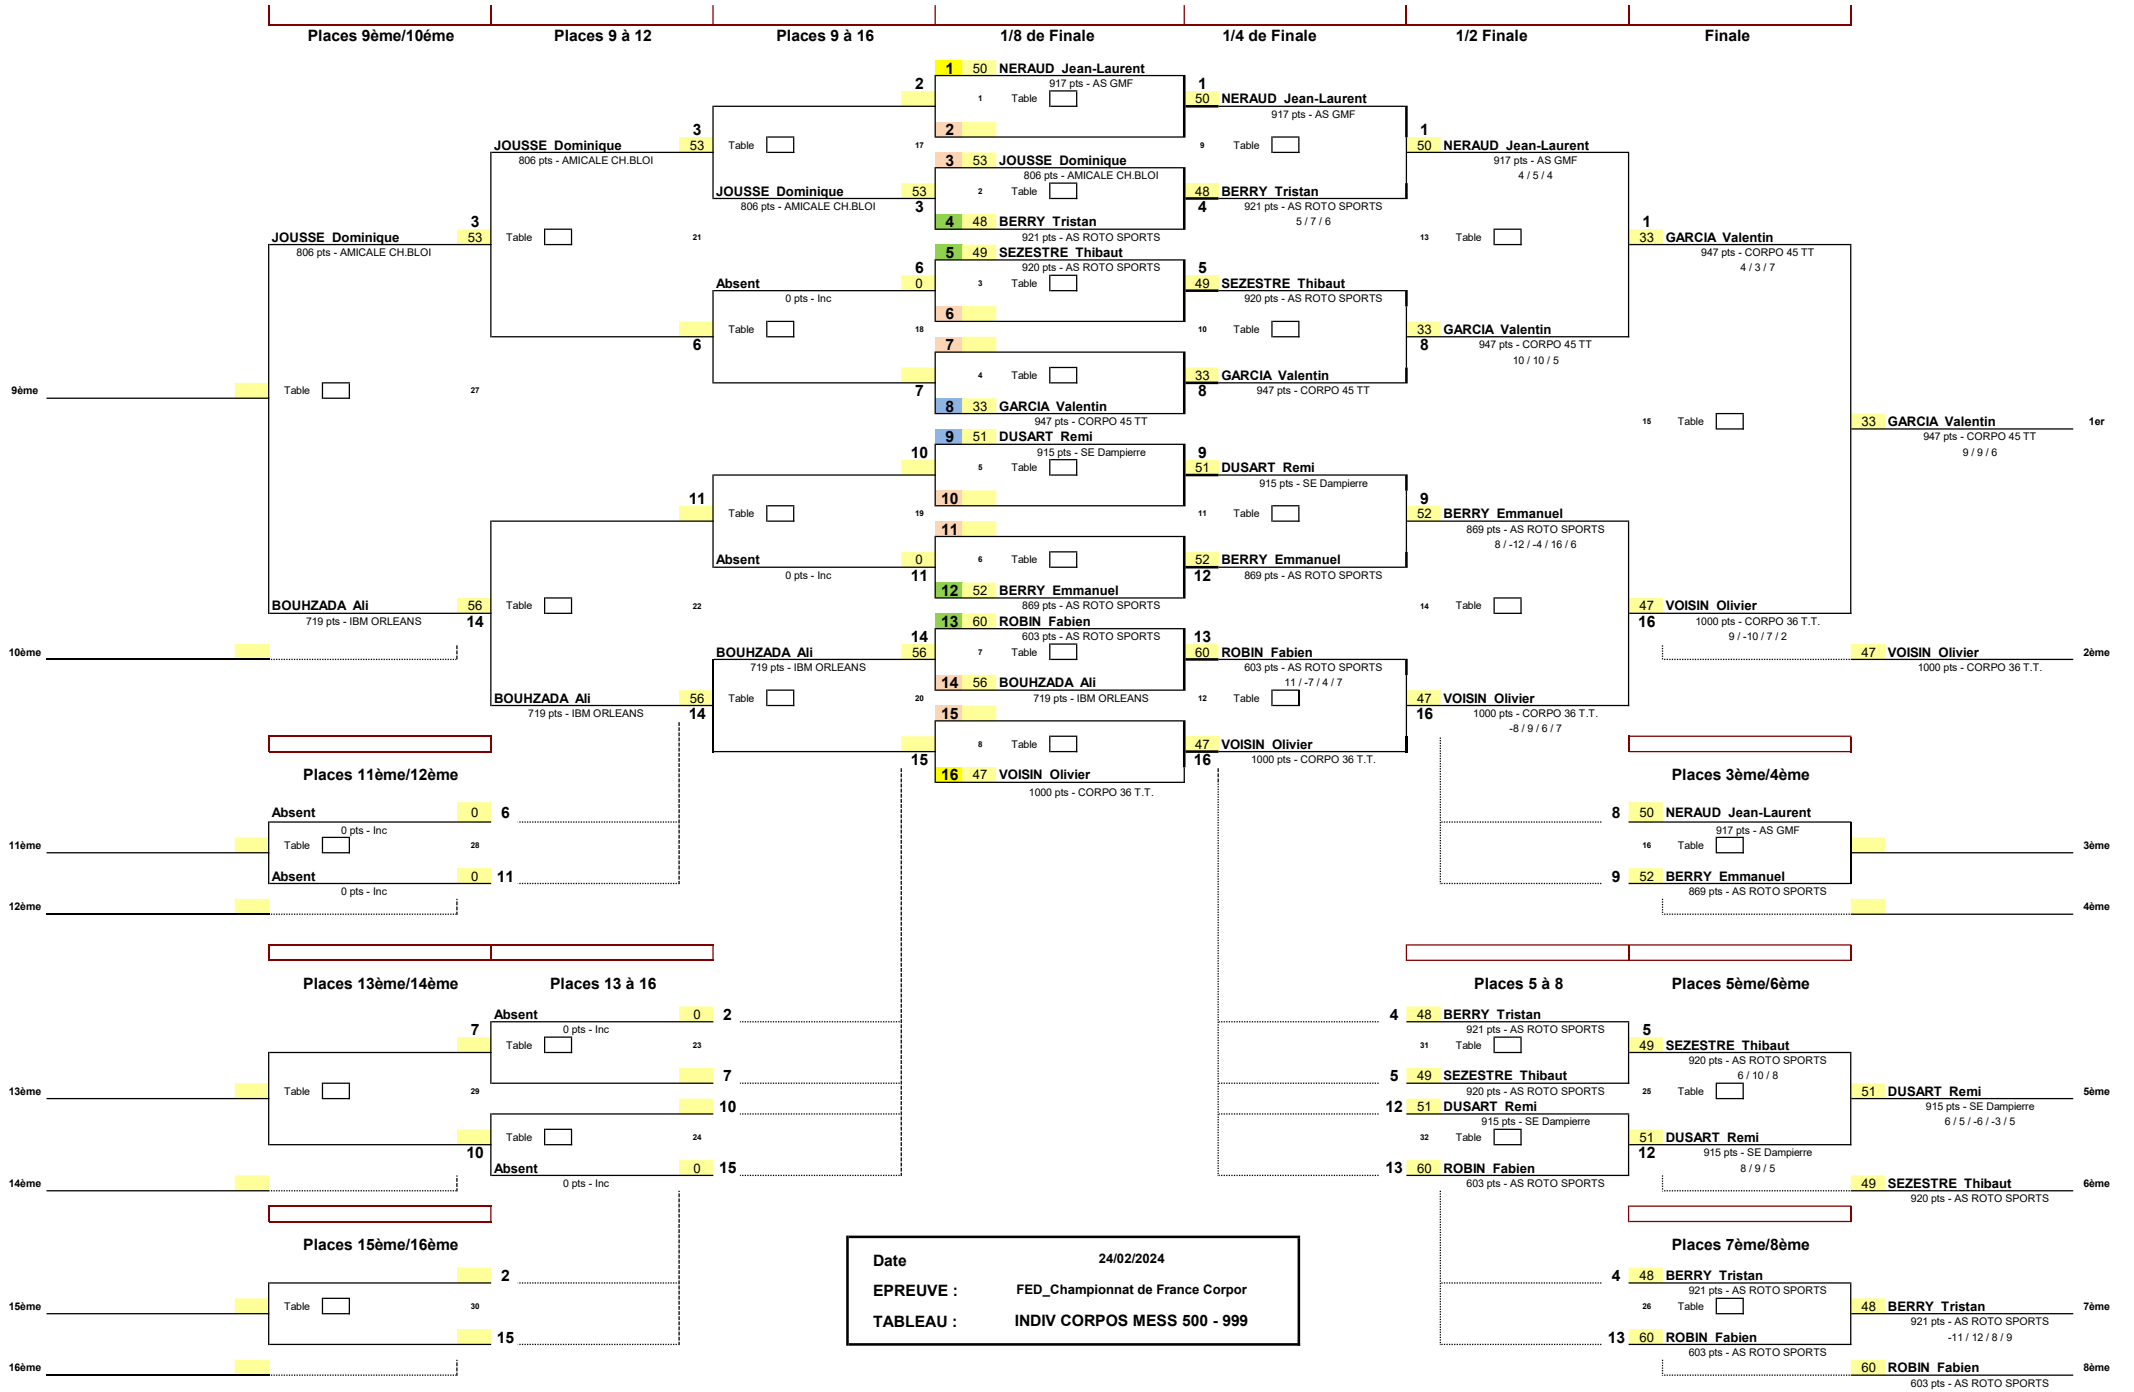 Places 9ème/10éme
Places 9 à 12
Places 9 à 16
1/8 de Finale
1/4 de Finale
1/2 Finale
Finale
1 50 NERAUD Jean-Laurent
917 pts - AS GMF
1 Table
2
2
3 53 JOUSSE Dominique
806 pts - AMICALE CH.BLOI
2 Table
4 48 BERRY Tristan
921 pts - AS ROTO SPORTS
5 49 SEZESTRE Thibaut
920 pts - AS ROTO SPORTS
3 Table
6
7
4 Table
8 33 GARCIA Valentin
947 pts - CORPO 45 TT
9 51 DUSART Remi
915 pts - SE Dampierre
5 Table
10
11
6 Table
12 52 BERRY Emmanuel
869 pts - AS ROTO SPORTS
13 60 ROBIN Fabien
603 pts - AS ROTO SPORTS
7 Table
14 56 BOUHZADA Ali
719 pts - IBM ORLEANS
15
8 Table
16 47 VOISIN Olivier
1000 pts - CORPO 36 T.T.
1
50 NERAUD Jean-Laurent
917 pts - AS GMF
9 Table
48 BERRY Tristan
4
921 pts - AS ROTO SPORTS
5 / 7 / 6
5
49 SEZESTRE Thibaut
920 pts - AS ROTO SPORTS
10 Table
33 GARCIA Valentin
8
947 pts - CORPO 45 TT
9
51 DUSART Remi
915 pts - SE Dampierre
11 Table
52 BERRY Emmanuel
12
869 pts - AS ROTO SPORTS
13
60 ROBIN Fabien
603 pts - AS ROTO SPORTS
11 / -7 / 4 / 7
12 Table
47 VOISIN Olivier
16
1000 pts - CORPO 36 T.T.
1
50 NERAUD Jean-Laurent
917 pts - AS GMF
4 / 5 / 4
13 Table
33 GARCIA Valentin
8
947 pts - CORPO 45 TT
10 / 10 / 5
9
52 BERRY Emmanuel
869 pts - AS ROTO SPORTS
8 / -12 / -4 / 16 / 6
14 Table
47 VOISIN Olivier
16
1000 pts - CORPO 36 T.T.
-8 / 9 / 6 / 7
1
33 GARCIA Valentin
947 pts - CORPO 45 TT
4 / 3 / 7
15 Table
33 GARCIA Valentin 1er
947 pts - CORPO 45 TT
9 / 9 / 6
47 VOISIN Olivier
16
1000 pts - CORPO 36 T.T.
9 / -10 / 7 / 2
47 VOISIN Olivier 2ème
1000 pts - CORPO 36 T.T.
Table 17
JOUSSE Dominique 53
806 pts - AMICALE CH.BLOI
3
6
Absent 0
0 pts - Inc
Table 18
7
10
Table 19
Absent 0
0 pts - Inc
11
14
BOUHZADA Ali 56
719 pts - IBM ORLEANS
Table 20
15
3
JOUSSE Dominique 53
806 pts - AMICALE CH.BLOI
Table 21
6
11
Table 22
BOUHZADA Ali 56
719 pts - IBM ORLEANS
14
3
JOUSSE Dominique 53
806 pts - AMICALE CH.BLOI
9ème
Table 27
BOUHZADA Ali 56
719 pts - IBM ORLEANS
14
10ème
Places 11ème/12ème
Absent 0 6
0 pts - Inc
11ème
Table 28
Absent 0 11
0 pts - Inc
12ème
Places 3ème/4ème
8 50 NERAUD Jean-Laurent
917 pts - AS GMF
16 Table
3ème
9 52 BERRY Emmanuel
869 pts - AS ROTO SPORTS
4ème
Places 13ème/14ème
Places 13 à 16
Absent 0 2
0 pts - Inc
7
Table 23
7
13ème
Table 29
10
Table 24
10
Absent 0 15
0 pts - Inc
14ème
Places 5 à 8
Places 5ème/6ème
4 48 BERRY Tristan
921 pts - AS ROTO SPORTS
31 Table
5 49 SEZESTRE Thibaut
920 pts - AS ROTO SPORTS
12 51 DUSART Remi
915 pts - SE Dampierre
32 Table
13 60 ROBIN Fabien
603 pts - AS ROTO SPORTS
5
49 SEZESTRE Thibaut
920 pts - AS ROTO SPORTS
6 / 10 / 8
25 Table
51 DUSART Remi
12
915 pts - SE Dampierre
8 / 9 / 5
51 DUSART Remi 5ème
915 pts - SE Dampierre
6 / 5 / -6 / -3 / 5
49 SEZESTRE Thibaut 6ème
920 pts - AS ROTO SPORTS
Places 15ème/16ème
2
15ème
Table 30
15
16ème
Date 24/02/2024
EPREUVE : FED_Championnat de France Corpor
TABLEAU : INDIV CORPOS MESS 500 - 999
Places 7ème/8ème
4 48 BERRY Tristan
921 pts - AS ROTO SPORTS
26 Table
13 60 ROBIN Fabien
603 pts - AS ROTO SPORTS
48 BERRY Tristan 7ème
921 pts - AS ROTO SPORTS
-11 / 12 / 8 / 9
60 ROBIN Fabien 8ème
603 pts - AS ROTO SPORTS